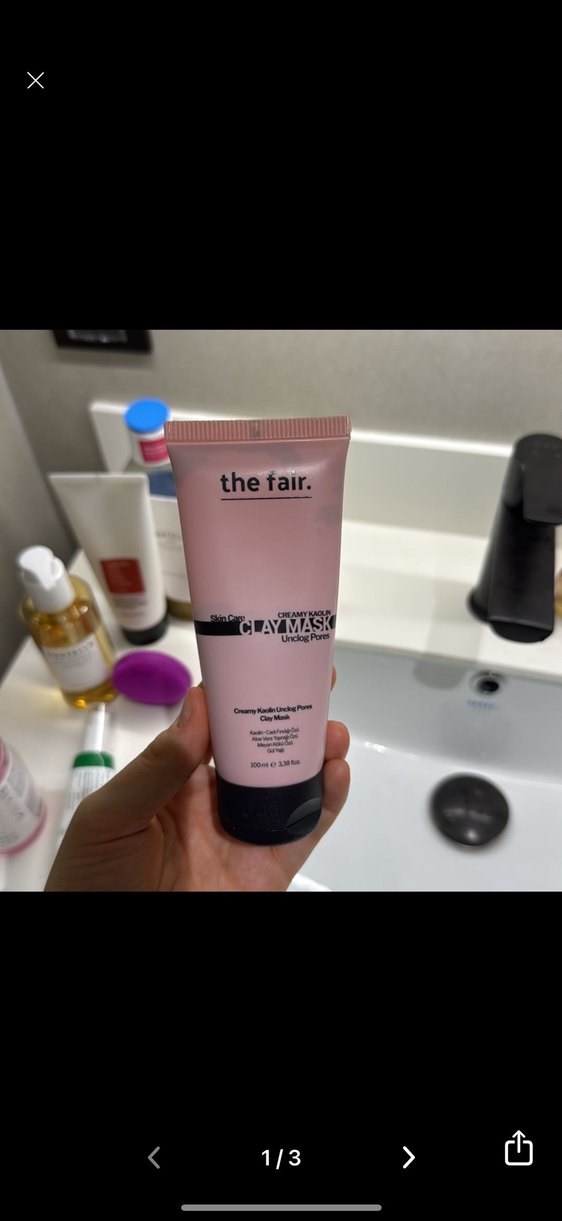 the fair.
Skin Care
CREAMY KAOLIN
CLAY MASK
Unclog Pores
Creamy Kaolin Unclog Pores
Clay Mask
Kaolin - Cadı Fındığı Özü
Aloe Vera Yaprağı Özü
Meyan Kökü Özü
Gül Yağı
100 ml ℮ 3,38 fl.oz.
1 / 3